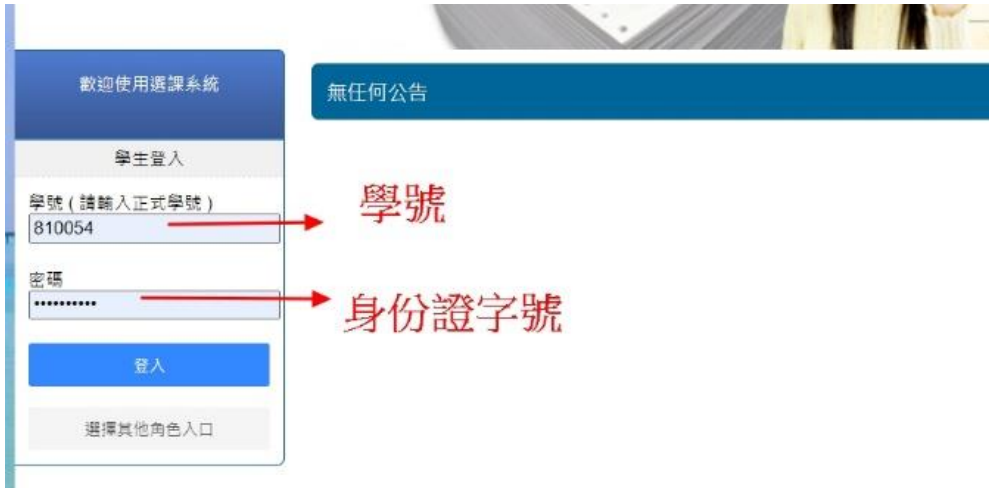 歡迎使用選課系統
無任何公告
學生登入
學號 ( 請輸入正式學號 )
810054
學號
密碼
••••••••••
身份證字號
登入
選擇其他角色入口